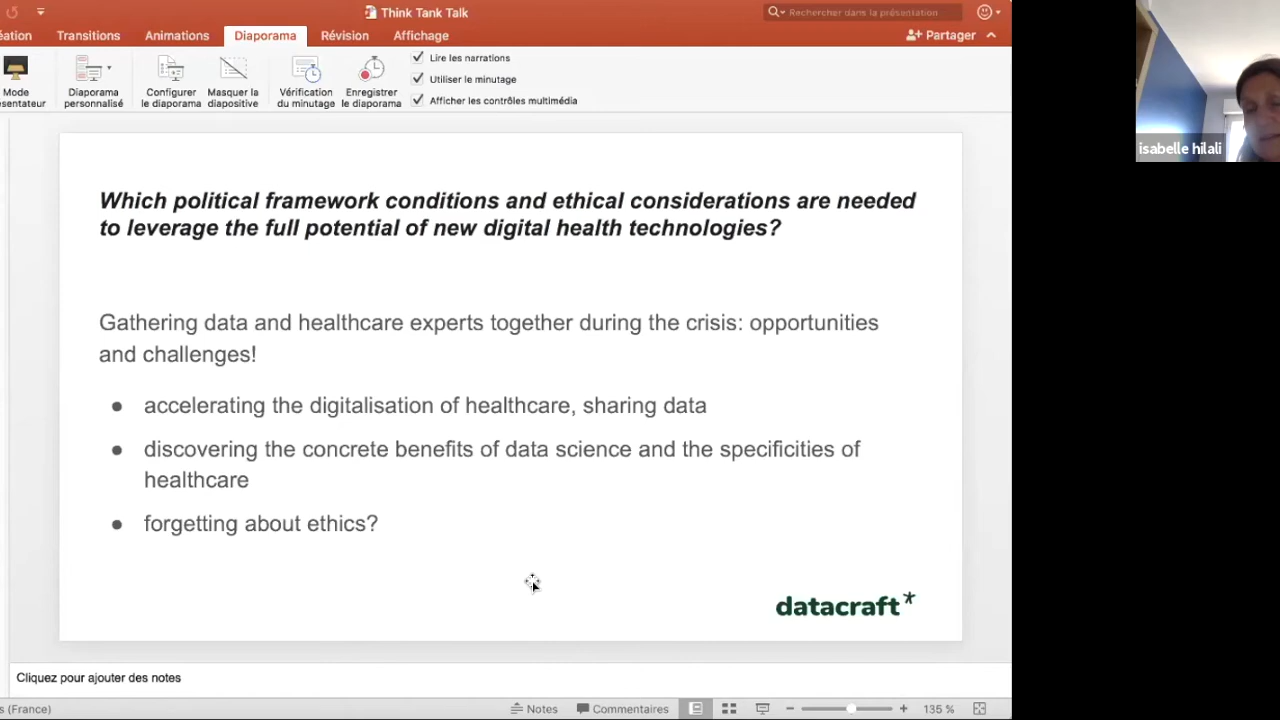 Think Tank Talk
Rechercher dans la présentation
éation Transitions Animations Diaporama Révision Affichage Partager
Mode
sentateur
Diaporama
personnalisé
Configurer
le diaporama
Masquer la
diapositive
Vérification
du minutage
Enregistrer
le diaporama
Lire les narrations
Utiliser le minutage
Afficher les contrôles multimédia
isabelle hilali
Which political framework conditions and ethical considerations are needed
to leverage the full potential of new digital health technologies?
Gathering data and healthcare experts together during the crisis: opportunities
and challenges!
● accelerating the digitalisation of healthcare, sharing data
● discovering the concrete benefits of data science and the specificities of
healthcare
● forgetting about ethics?
datacraft*
Cliquez pour ajouter des notes
s (France) Notes Commentaires 135 %